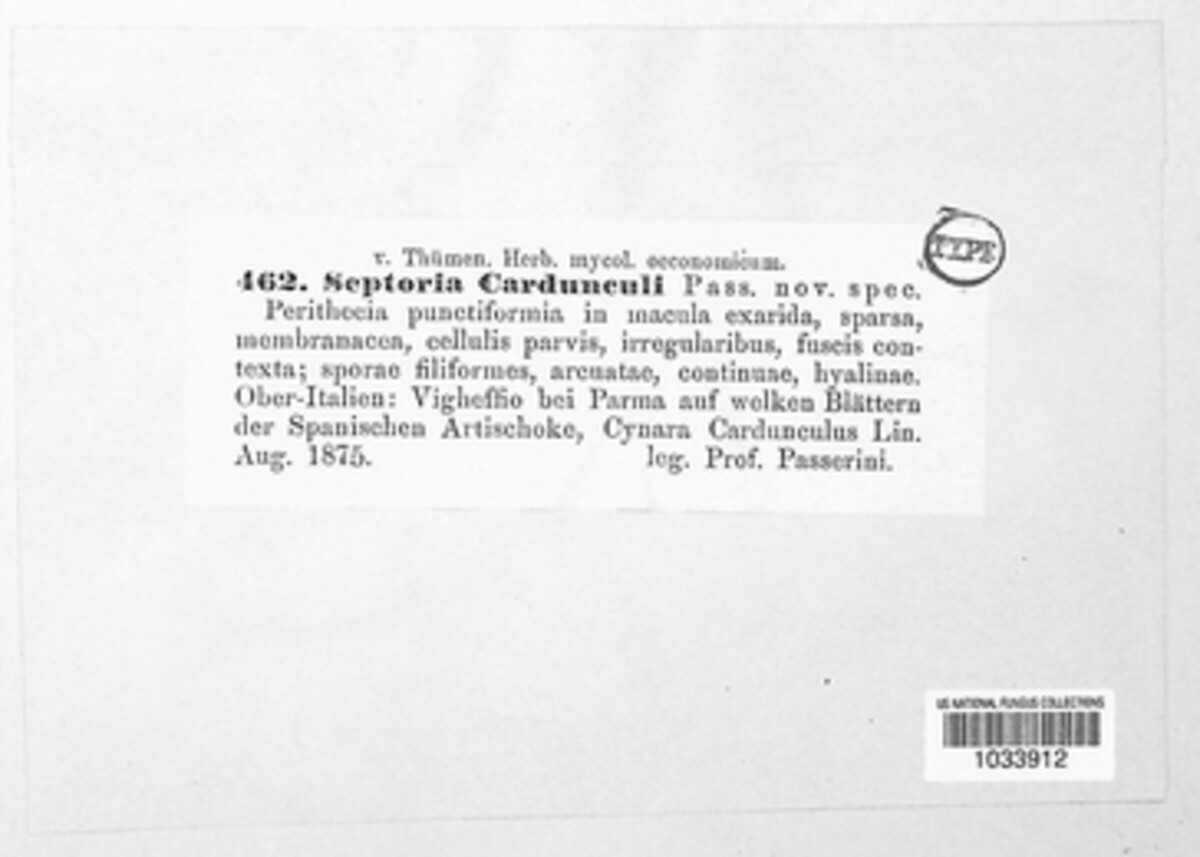 v. Thümen. Herb. mycol. oeconomicum.
TYPE
462. Septoria Cardunculi Pass. nov. spec.
Perithecia punctiformia in macula exarida, sparsa,
membranacea, cellulis parvis, irregularibus, fuscis con-
texta; sporae filiformes, arcuatae, continuae, hyalinae.
Ober-Italien: Vigheffio bei Parma auf welken Blättern
der Spanischen Artischoke, Cynara Cardunculus Lin.
Aug. 1875. leg. Prof. Passerini.
US NATIONAL FUNGUS COLLECTIONS
1033912